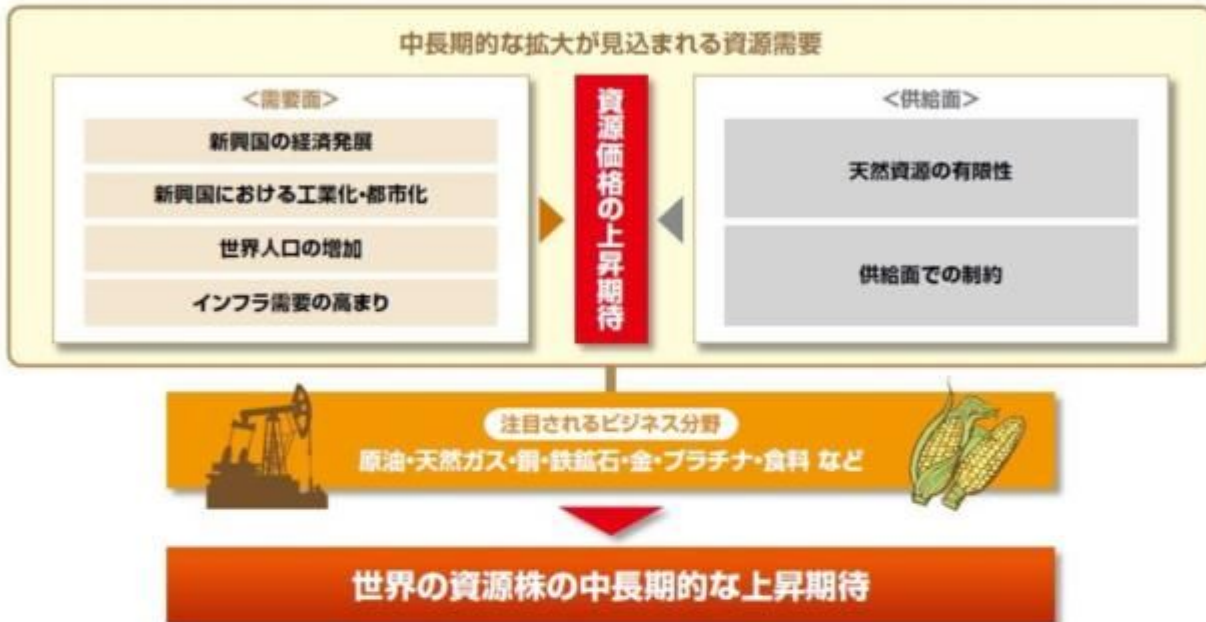 中長期的な拡大が見込まれる資源需要
<需要面>
新興国の経済発展
新興国における工業化・都市化
世界人口の増加
インフラ需要の高まり
資源価格の上昇期待
<供給面>
天然資源の有限性
供給面での制約
注目されるビジネス分野
原油・天然ガス・銅・鉄鉱石・金・プラチナ・食料 など
世界の資源株の中長期的な上昇期待